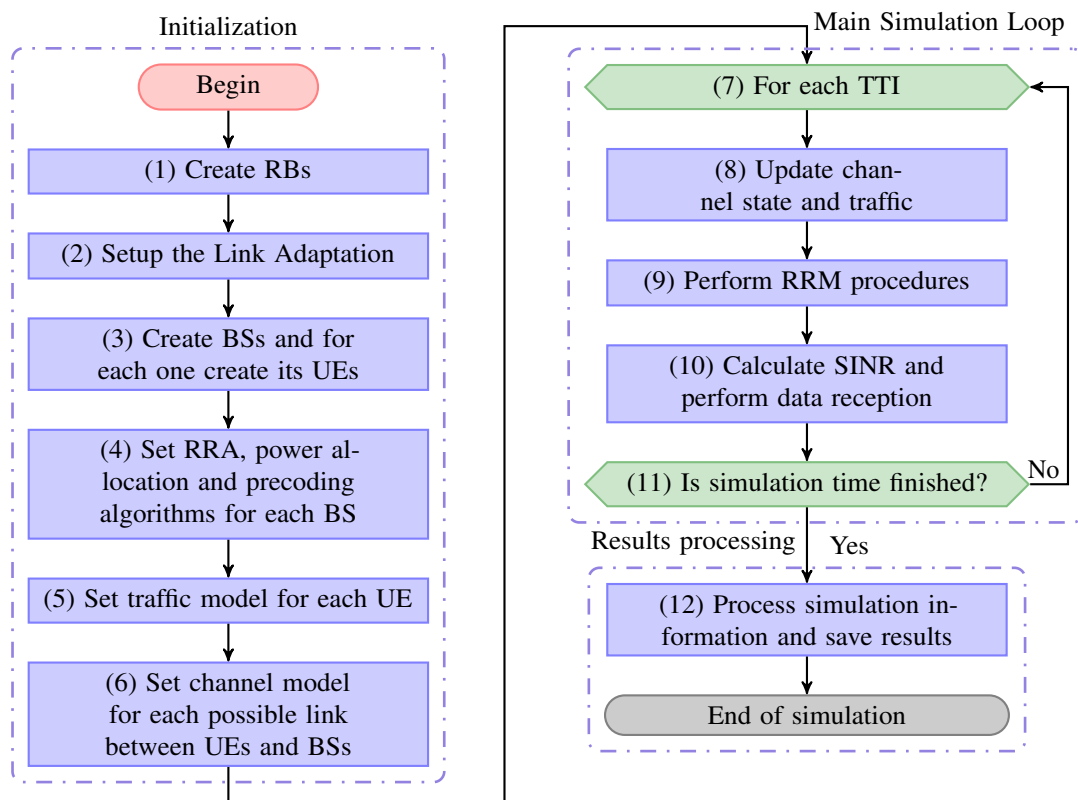 Initialization
Begin
(1) Create RBs
(2) Setup the Link Adaptation
(3) Create BSs and for
each one create its UEs
(4) Set RRA, power al-
location and precoding
algorithms for each BS
(5) Set traffic model for each UE
(6) Set channel model
for each possible link
between UEs and BSs
Main Simulation Loop
(7) For each TTI
(8) Update chan-
nel state and traffic
(9) Perform RRM procedures
(10) Calculate SINR and
perform data reception
(11) Is simulation time finished?
No
Results processing
Yes
(12) Process simulation in-
formation and save results
End of simulation